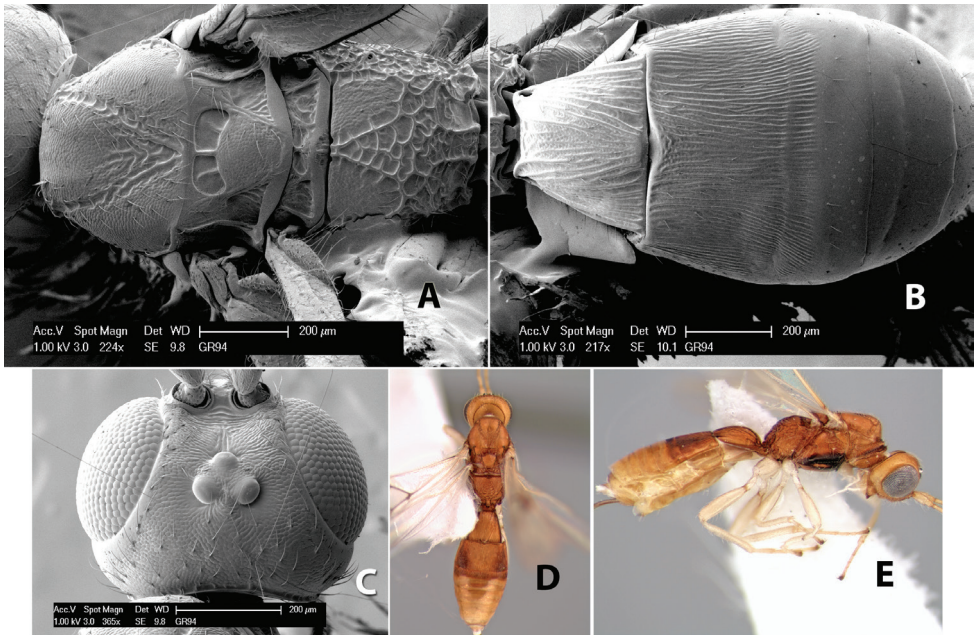 A
Acc.V Spot Magn Det WD 200 µm
1.00 kV 3.0 224x SE 9.8 GR94
B
Acc.V Spot Magn Det WD 200 µm
1.00 kV 3.0 217x SE 10.1 GR94
C
Acc.V Spot Magn Det WD 200 µm
1.00 kV 3.0 365x SE 9.8 GR94
D
E